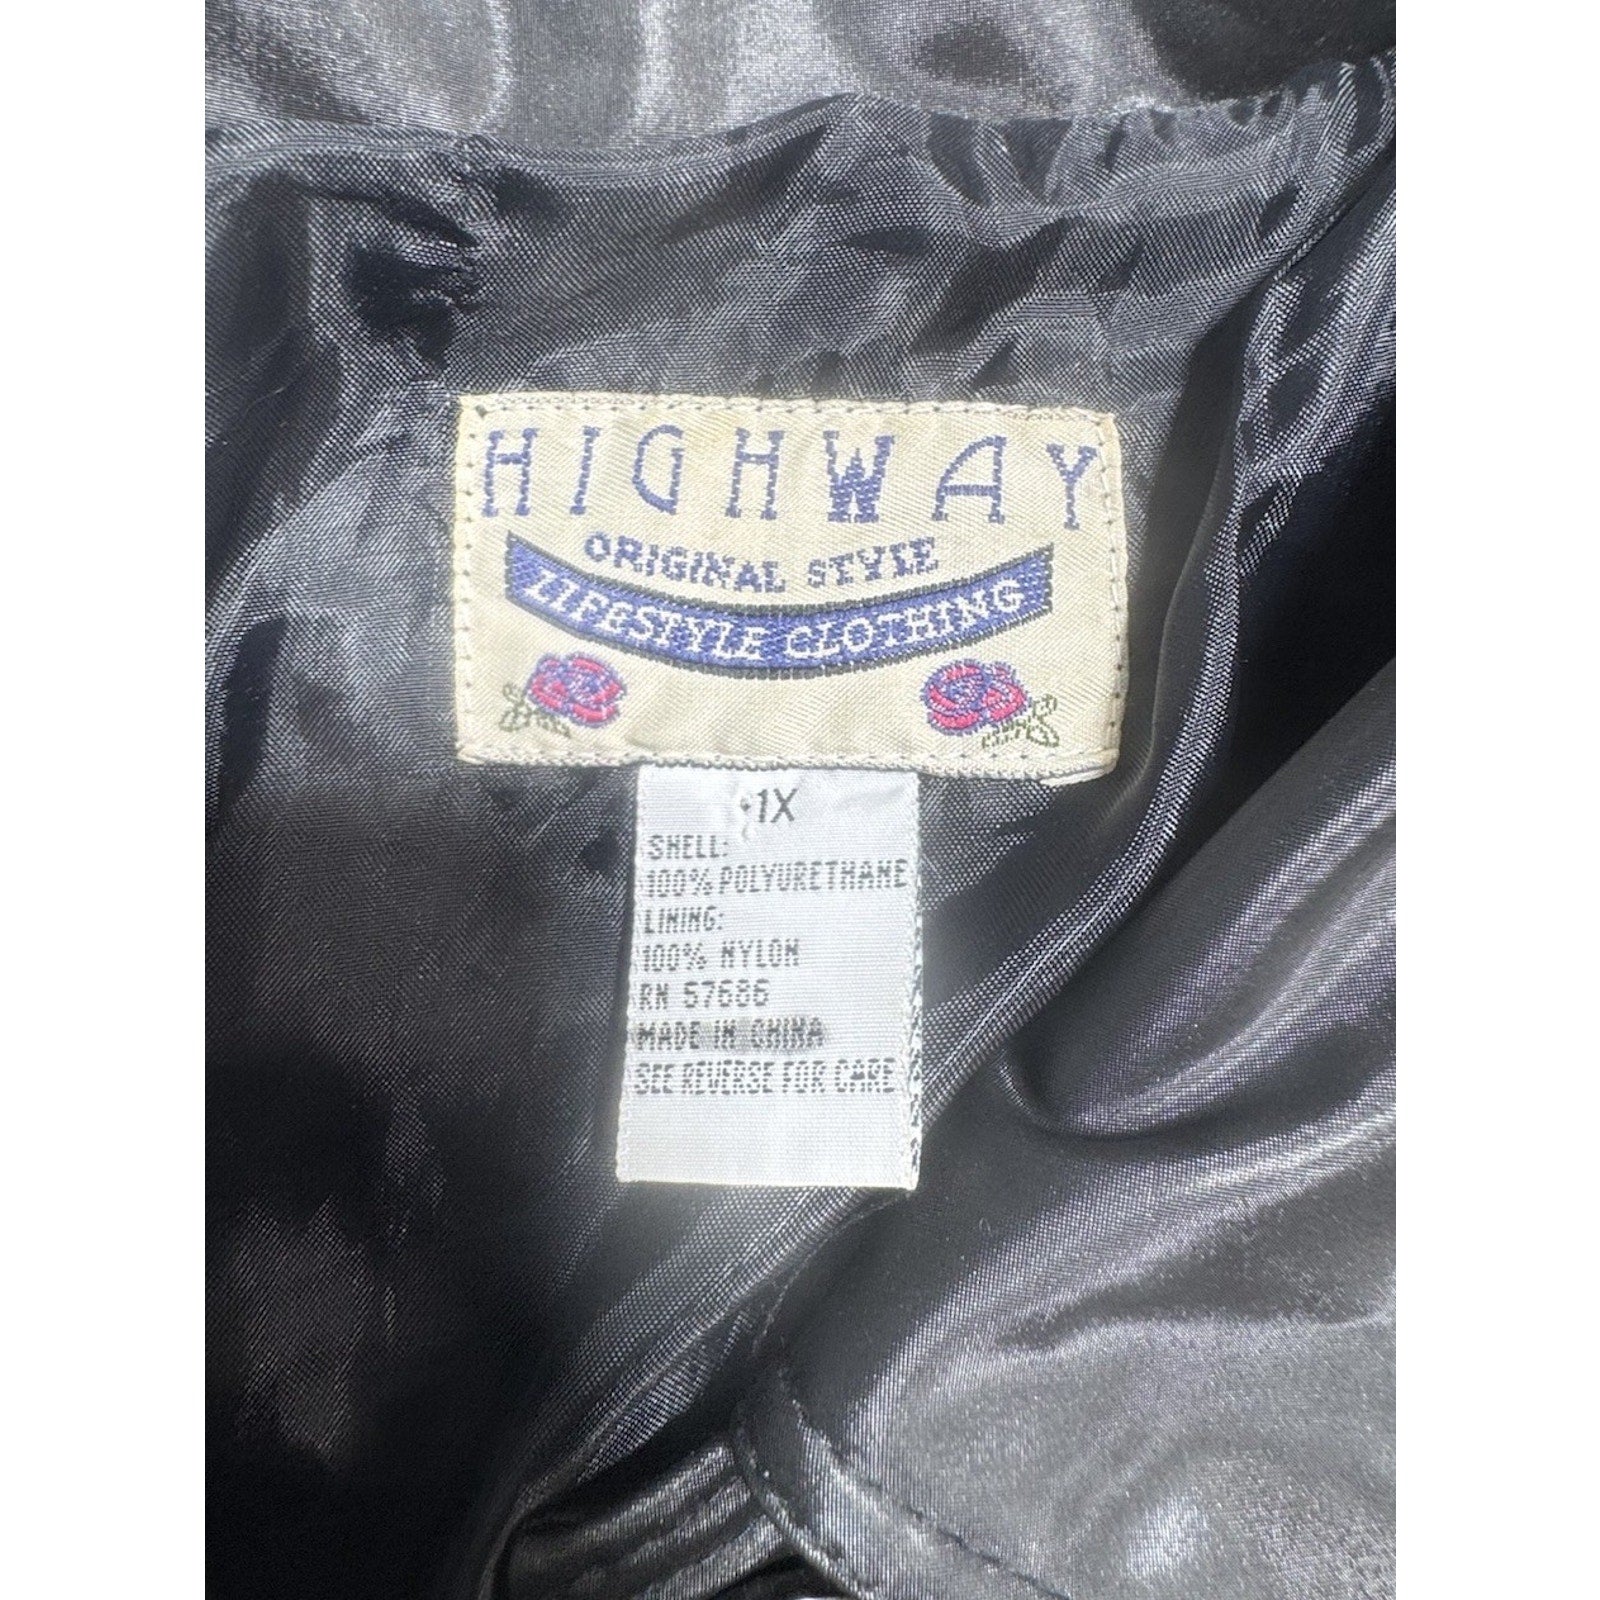 HIGHWAY
ORIGINAL STYLE
LIFESTYLE CLOTHING
1X
SHELL:
100% POLYURETHANE
LINING:
100% NYLON
RN 57686
MADE IN CHINA
SEE REVERSE FOR CARE